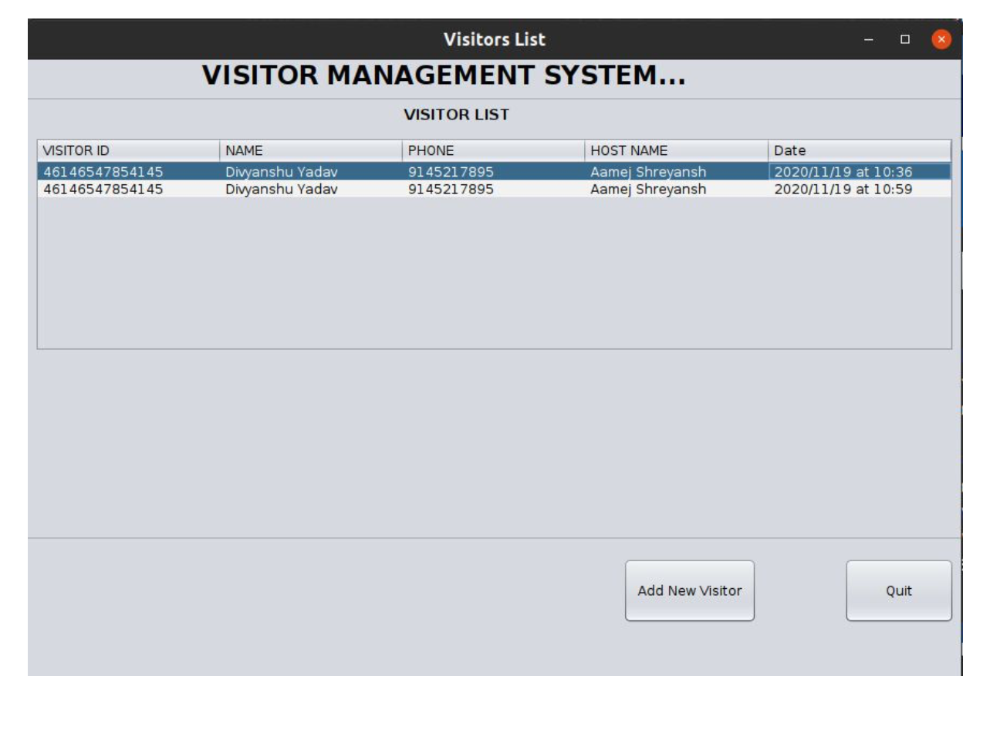 Visitors List
VISITOR MANAGEMENT SYSTEM...
VISITOR LIST
VISITOR ID NAME PHONE HOST NAME Date
46146547854145 Divyanshu Yadav 9145217895 Aamej Shreyansh 2020/11/19 at 10:36
46146547854145 Divyanshu Yadav 9145217895 Aamej Shreyansh 2020/11/19 at 10:59
Add New Visitor Quit